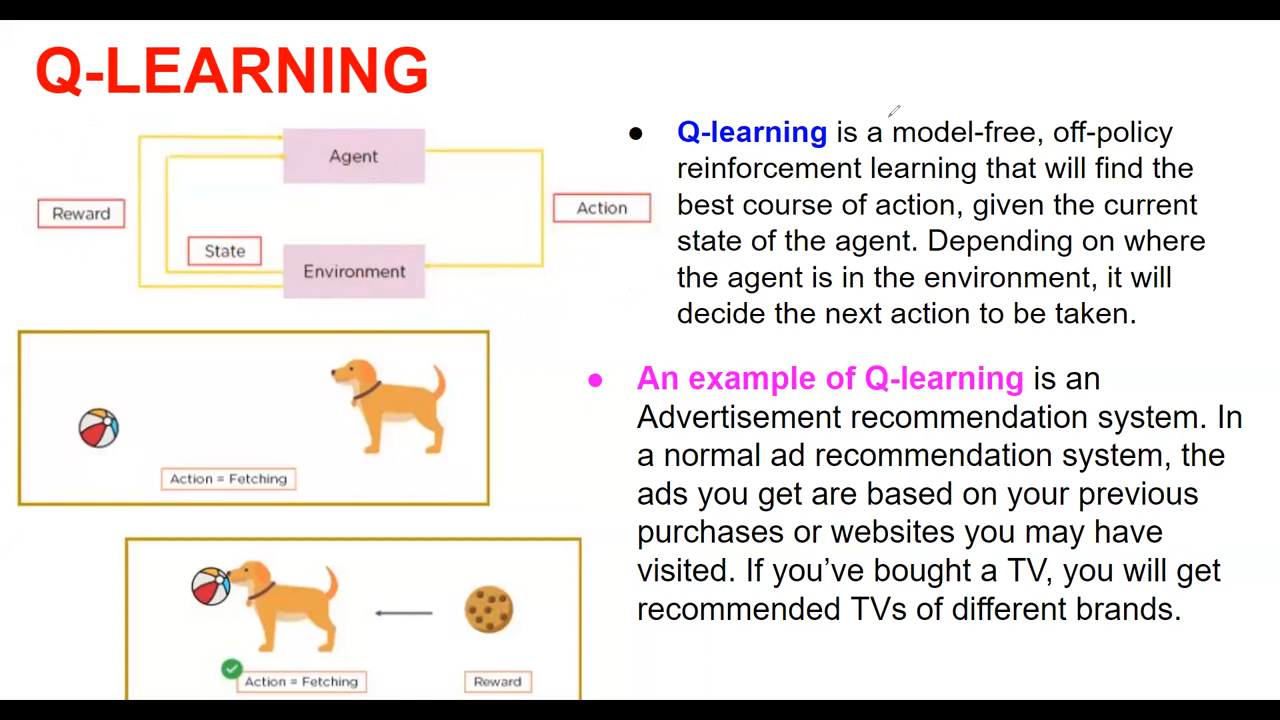 Q-LEARNING
Agent
Reward
Action
State
Environment
Action = Fetching
Action = Fetching
Reward
● Q-learning is a model-free, off-policy
reinforcement learning that will find the
best course of action, given the current
state of the agent. Depending on where
the agent is in the environment, it will
decide the next action to be taken.
● An example of Q-learning is an
Advertisement recommendation system. In
a normal ad recommendation system, the
ads you get are based on your previous
purchases or websites you may have
visited. If you’ve bought a TV, you will get
recommended TVs of different brands.